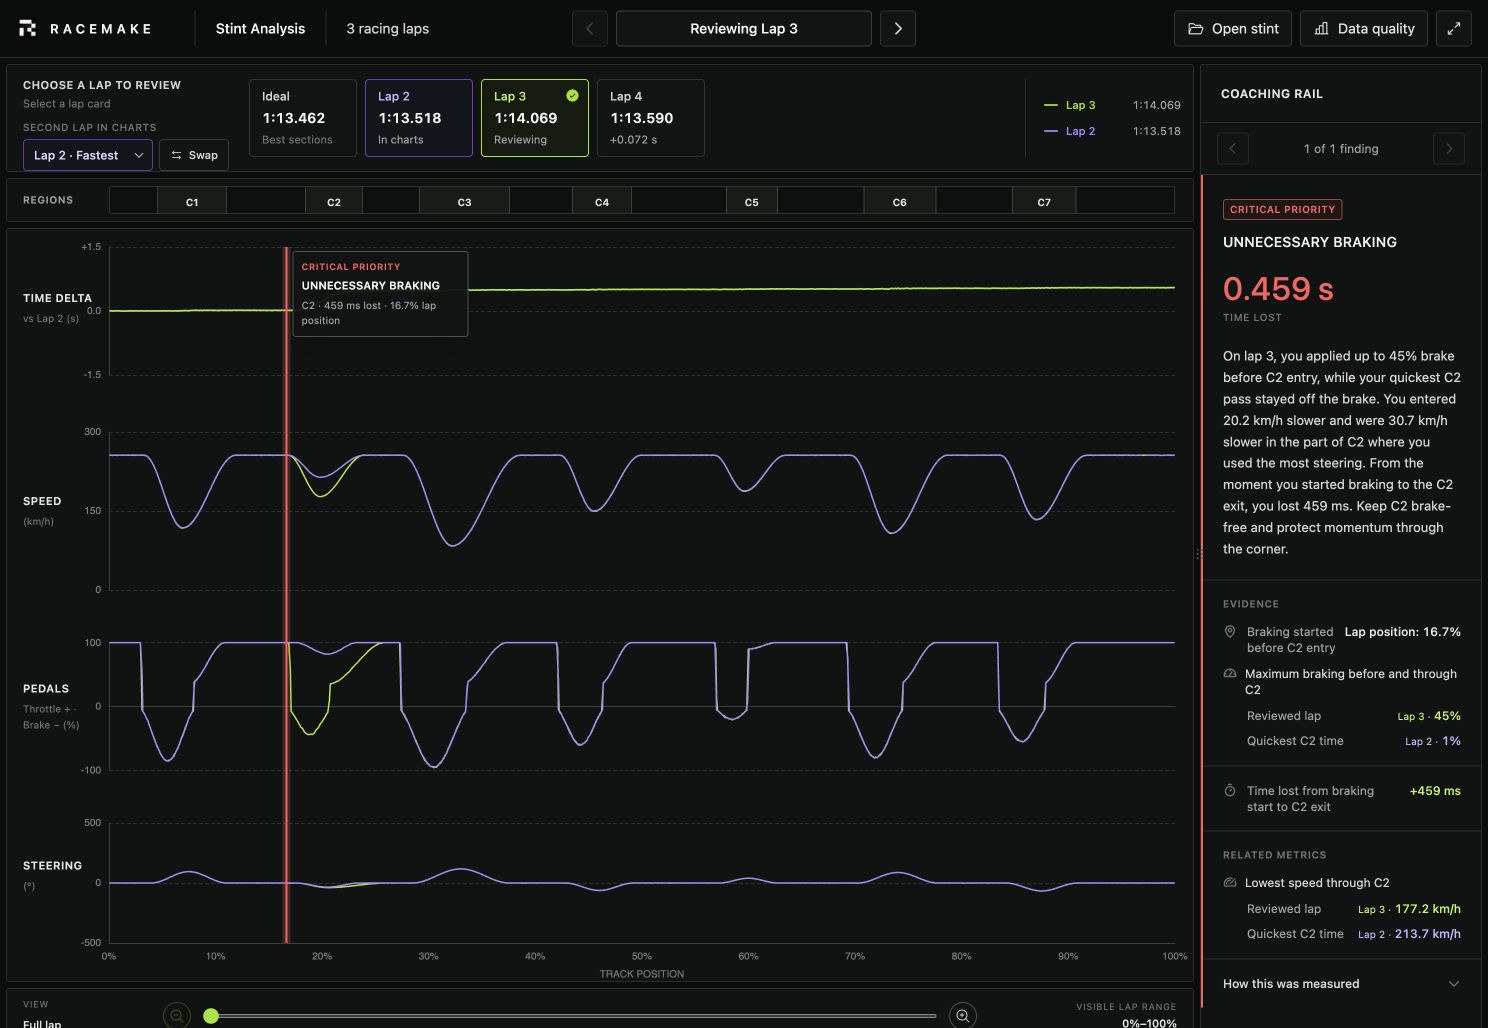 RACEMAKE
Stint Analysis
3 racing laps
Reviewing Lap 3
Open stint
Data quality
CHOOSE A LAP TO REVIEW
Select a lap card
SECOND LAP IN CHARTS
Lap 2 · Fastest
Swap
Ideal
1:13.462
Best sections
Lap 2
1:13.518
In charts
Lap 3
1:14.069
Reviewing
Lap 4
1:13.590
+0.072 s
Lap 3 1:14.069
Lap 2 1:13.518
REGIONS
C1 C2 C3 C4 C5 C6 C7
TIME DELTA
vs Lap 2 (s)
+1.5
0.0
-1.5
CRITICAL PRIORITY
UNNECESSARY BRAKING
C2 · 459 ms lost · 16.7% lap
position
SPEED
(km/h)
300
150
0
PEDALS
Throttle + ·
Brake − (%)
100
0
-100
STEERING
(°)
500
0
-500
0% 10% 20% 30% 40% 50% 60% 70% 80% 90% 100%
TRACK POSITION
VIEW
Full lap
VISIBLE LAP RANGE
0%–100%
COACHING RAIL
1 of 1 finding
CRITICAL PRIORITY
UNNECESSARY BRAKING
0.459 s
TIME LOST
On lap 3, you applied up to 45% brake
before C2 entry, while your quickest C2
pass stayed off the brake. You entered
20.2 km/h slower and were 30.7 km/h
slower in the part of C2 where you
used the most steering. From the
moment you started braking to the C2
exit, you lost 459 ms. Keep C2 brake-
free and protect momentum through
the corner.
EVIDENCE
Braking started Lap position: 16.7%
before C2 entry
Maximum braking before and through
C2
Reviewed lap Lap 3 · 45%
Quickest C2 time Lap 2 · 1%
Time lost from braking +459 ms
start to C2 exit
RELATED METRICS
Lowest speed through C2
Reviewed lap Lap 3 · 177.2 km/h
Quickest C2 time Lap 2 · 213.7 km/h
How this was measured